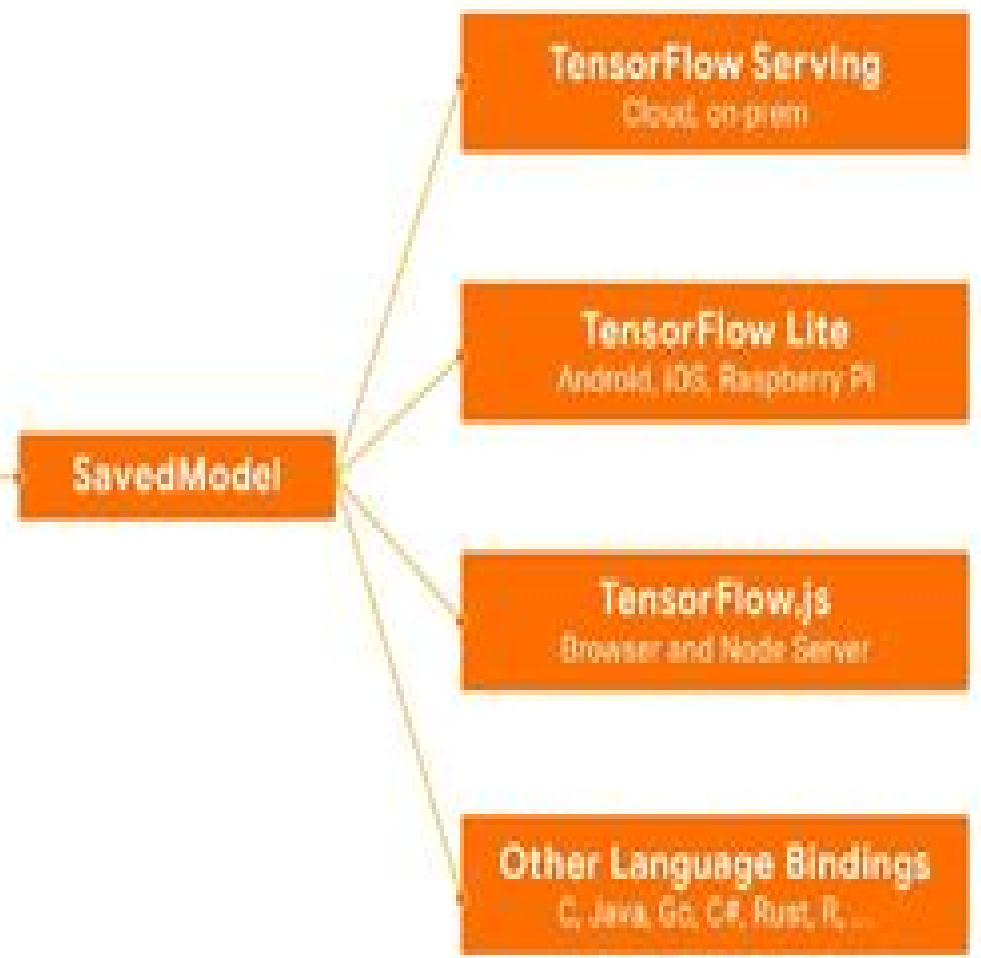 TensorFlow Serving
Cloud, on-prem
TensorFlow Lite
Android, iOS, Raspberry Pi
SavedModel
TensorFlow.js
Browser and Node Server
Other Language Bindings
C, Java, Go, C#, Rust, R, ...